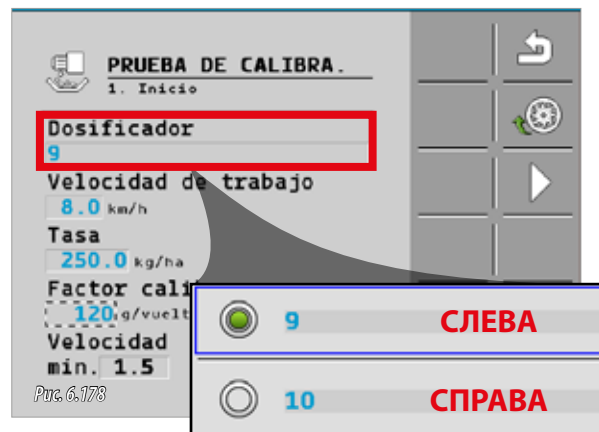 PRUEBA DE CALIBRA.
1. Inicio
Dosificador
9
Velocidad de trabajo
8.0 km/h
Tasa
250.0 kg/ha
Factor cali
120 g/vuelt
Velocidad
min. 1.5
Рис. 6.178
9 СЛЕВА
10 СПРАВА